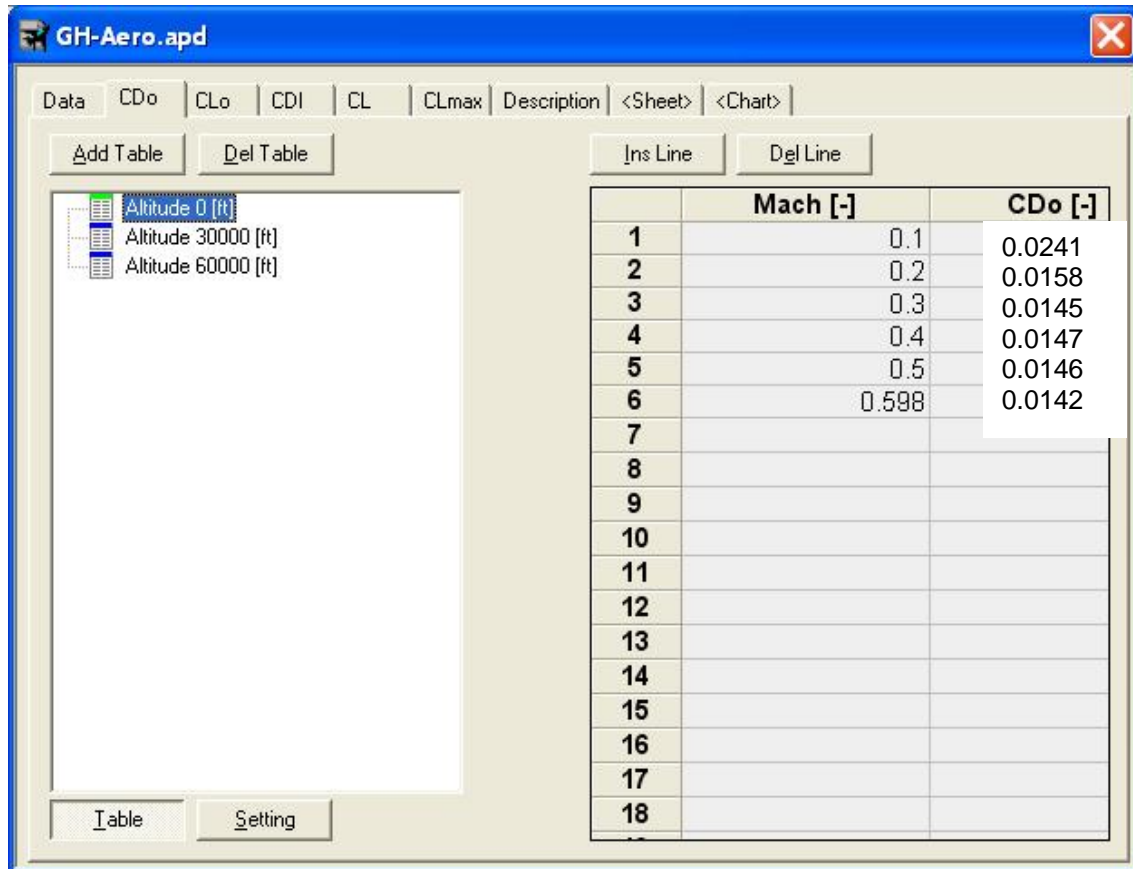 GH-Aero.apd
Data CDo CLo CDI CL CLmax Description <Sheet> <Chart>
Add Table Del Table Ins Line Del Line
Altitude 0 [ft]
Altitude 30000 [ft]
Altitude 60000 [ft]
Mach [-] CDo [-]
1 0.1 0.0241
2 0.2 0.0158
3 0.3 0.0145
4 0.4 0.0147
5 0.5 0.0146
6 0.598 0.0142
7
8
9
10
11
12
13
14
15
16
17
18
Table Setting